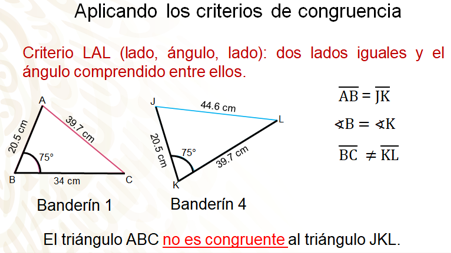 Aplicando los criterios de congruencia
Criterio LAL (lado, ángulo, lado): dos lados iguales y el
ángulo comprendido entre ellos.
A
20.5 cm
39.7 cm
75°
B
34 cm
C
Banderín 1
J
44.6 cm
L
20.5 cm
75°
39.7 cm
K
Banderín 4
AB = JK
∢B = ∢K
BC ≠ KL
El triángulo ABC no es congruente al triángulo JKL.